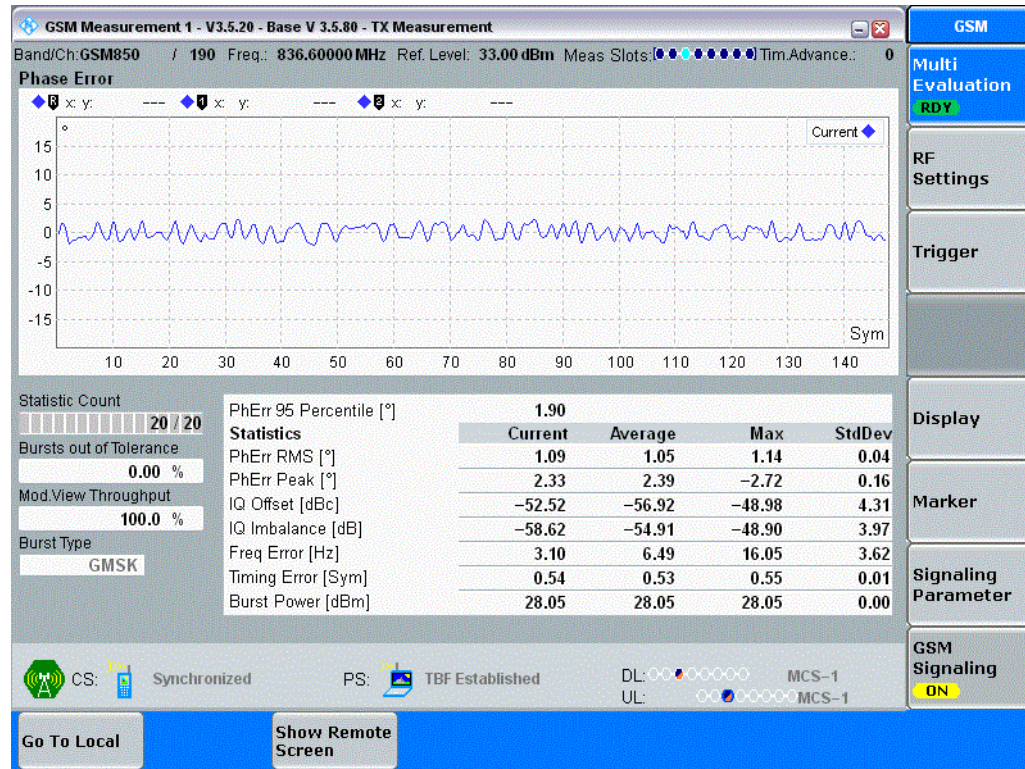 GSM Measurement 1 - V3.5.20 - Base V 3.5.80 - TX Measurement
GSM
Band/Ch:GSM850 / 190 Freq.: 836.60000 MHz Ref. Level: 33.00 dBm Meas Slots: Tim.Advance.: 0
Phase Error
R x: y: --- 1 x: y: --- 2 x: y: ---
Multi
Evaluation
RDY
° Current
15
10
5
0
-5
-10
-15
Sym
10 20 30 40 50 60 70 80 90 100 110 120 130 140
RF
Settings
Trigger
Statistic Count
20 / 20
Bursts out of Tolerance
0.00 %
Mod.View Throughput
100.0 %
Burst Type
GMSK
PhErr 95 Percentile [°] 1.90
Statistics Current Average Max StdDev
PhErr RMS [°] 1.09 1.05 1.14 0.04
PhErr Peak [°] 2.33 2.39 −2.72 0.16
IQ Offset [dBc] −52.52 −56.92 −48.98 4.31
IQ Imbalance [dB] −58.62 −54.91 −48.90 3.97
Freq Error [Hz] 3.10 6.49 16.05 3.62
Timing Error [Sym] 0.54 0.53 0.55 0.01
Burst Power [dBm] 28.05 28.05 28.05 0.00
Display
Marker
Signaling
Parameter
GSM
Signaling
ON
CS: Synchronized PS: TBF Established DL: MCS−1
UL: MCS−1
Go To Local
Show Remote
Screen